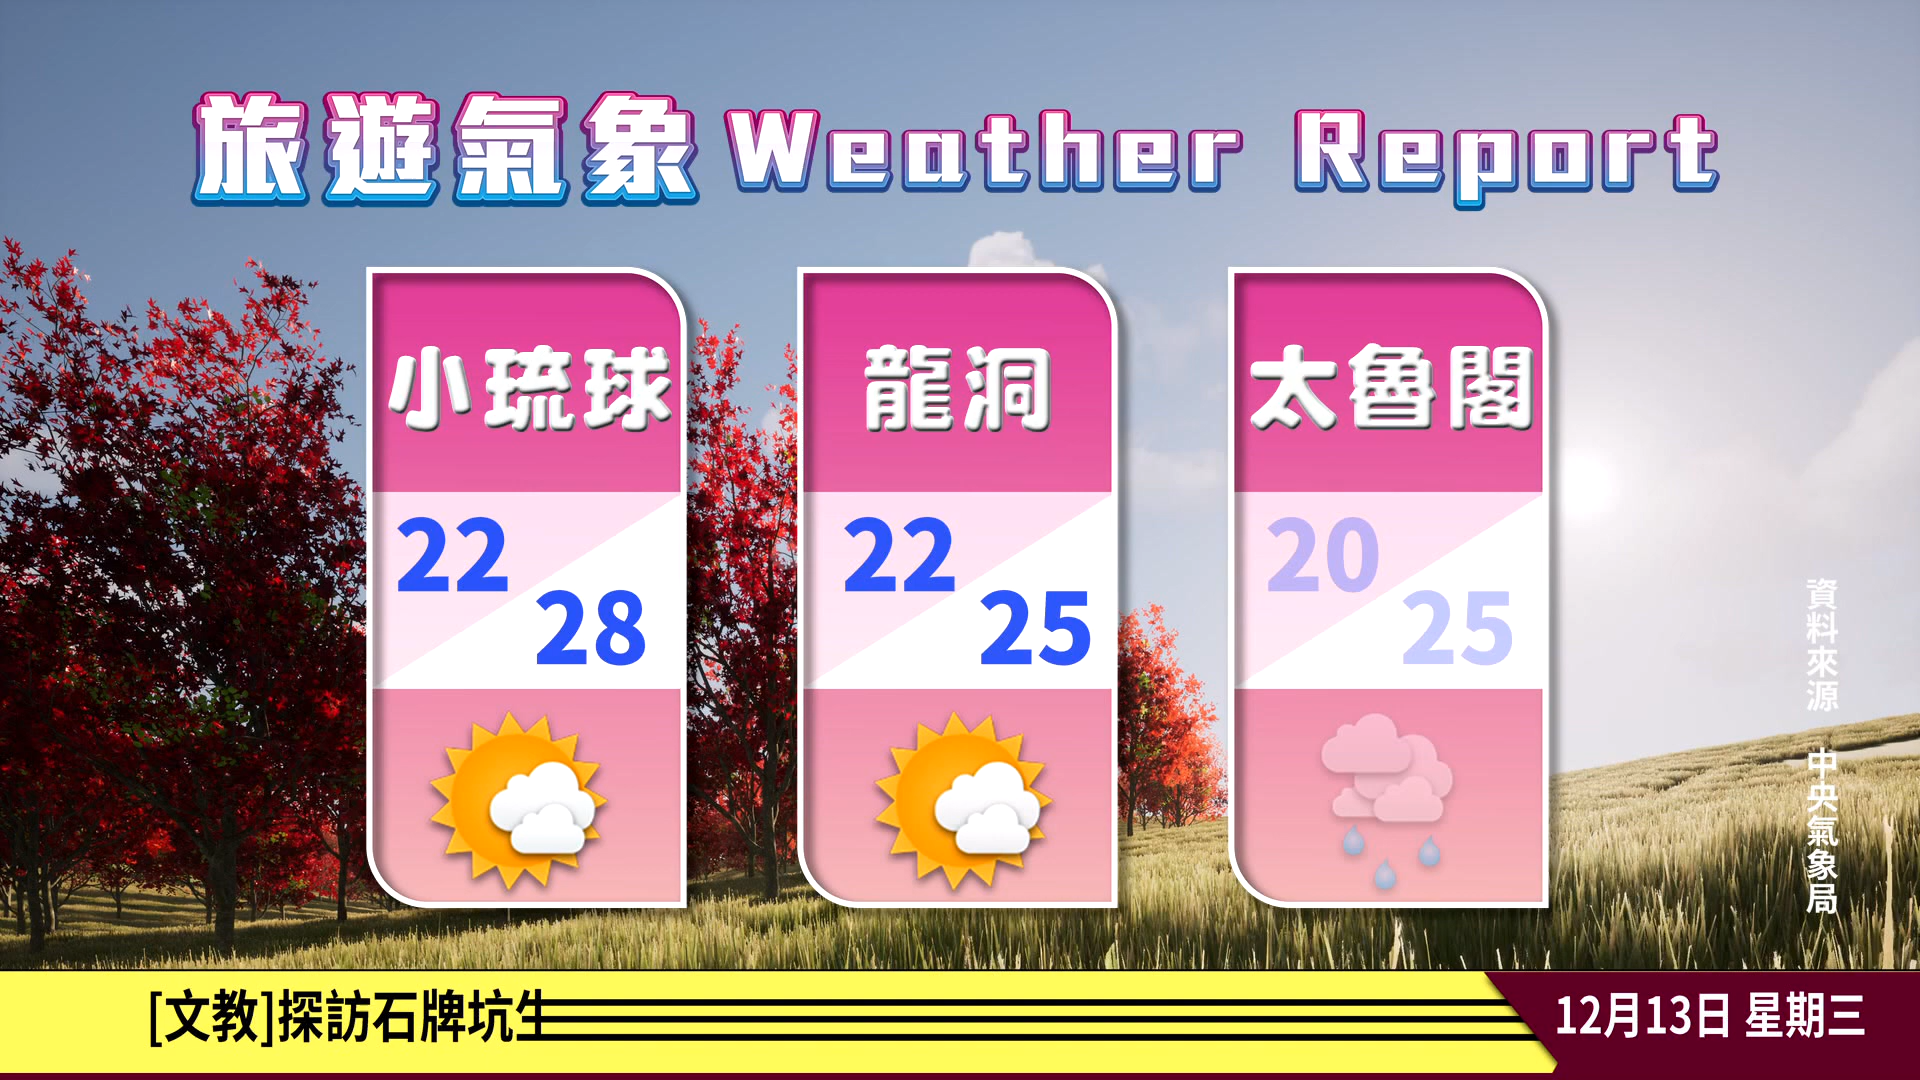 旅遊氣象 Weather Report
小琉球
22
28
龍洞
22
25
太魯閣
20
25
資料來源 中央氣象局
[文教]探訪石牌坑
12月13日 星期三